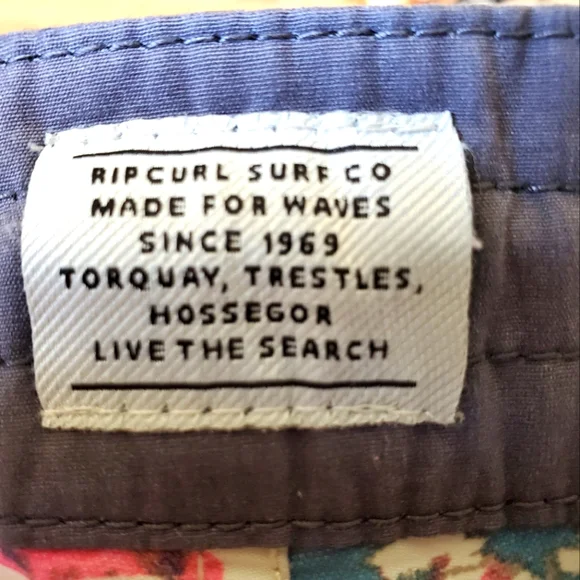 RIPCURL SURF CO
MADE FOR WAVES
SINCE 1969
TORQUAY, TRESTLES,
HOSSEGOR
LIVE THE SEARCH